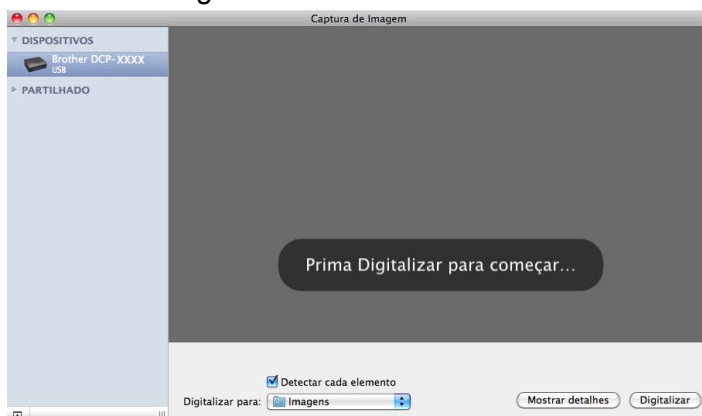 Captura de Imagem
DISPOSITIVOS
Brother DCP-XXXX
USB
PARTILHADO
Prima Digitalizar para começar...
Detectar cada elemento
Digitalizar para: Imagens
Mostrar detalhes Digitalizar